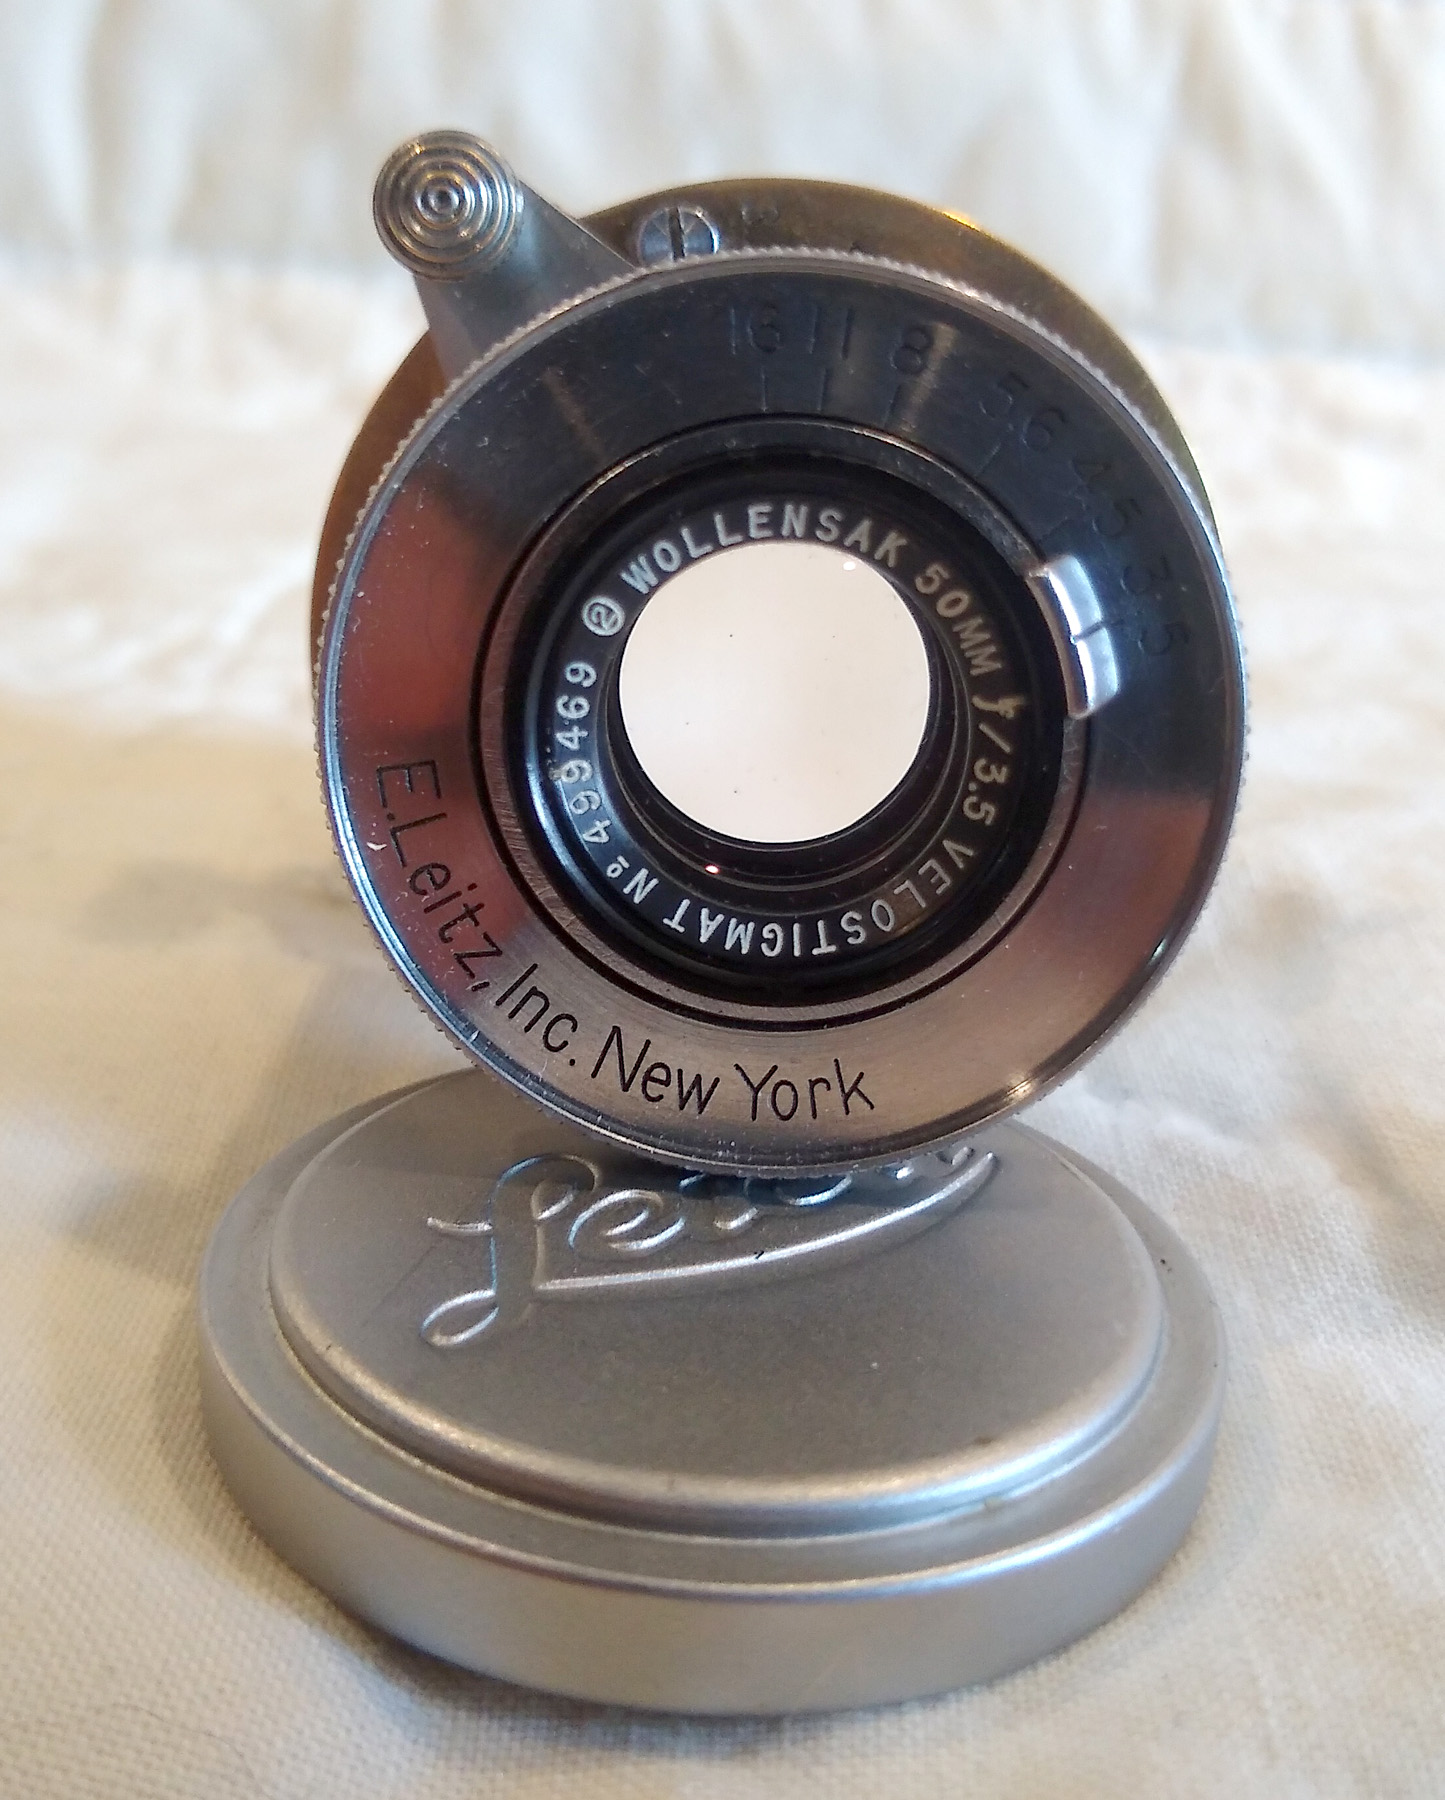 16 11 8 5.6 4.5 3.5
WOLLENSAK 50MM f/3.5 VELOSTIGMAT Nº 499469
E.Leitz, Inc. New York